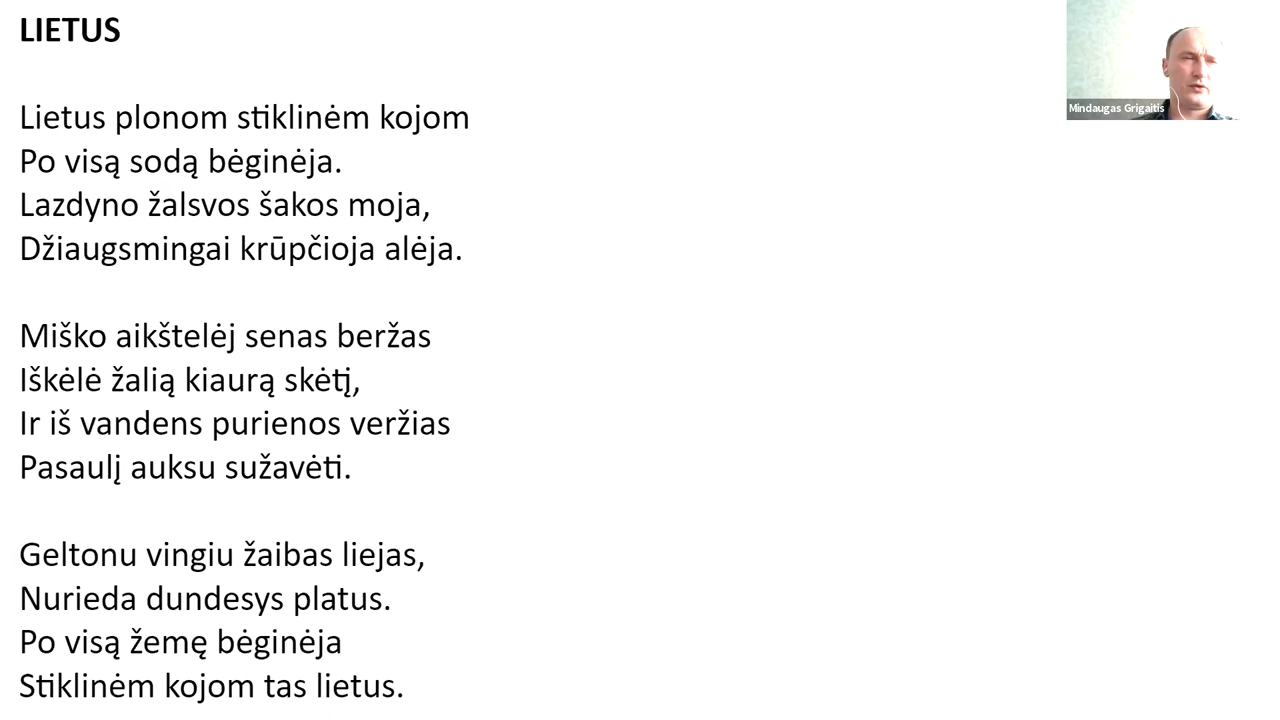 LIETUS
Lietus plonom stiklinėm kojom
Po visą sodą bėginėja.
Lazdyno žalsvos šakos moja,
Džiaugsmingai krūpčioja alėja.
Miško aikštelėj senas beržas
Iškėlė žalią kiaurą skėtį,
Ir iš vandens purienos veržias
Pasaulį auksu sužavėti.
Geltonu vingiu žaibas liejas,
Nurieda dundesys platus.
Po visą žemę bėginėja
Stiklinėm kojom tas lietus.
Mindaugas Grigaitis